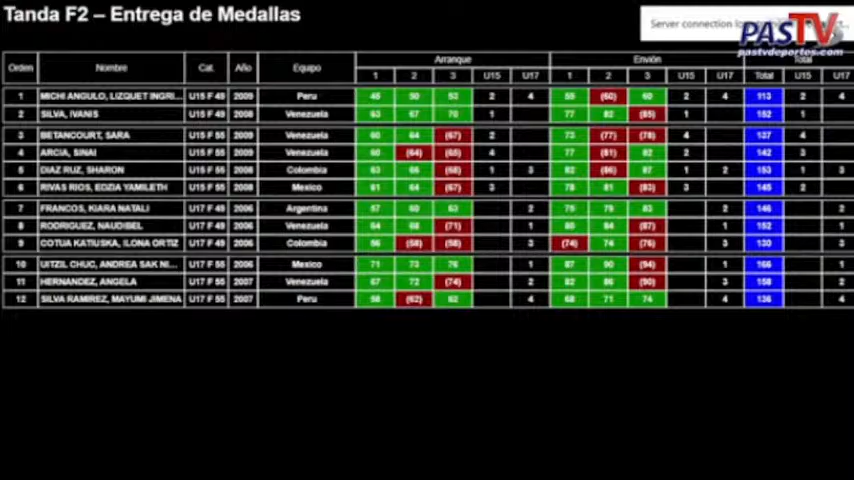 Tanda F2 – Entrega de Medallas
Server connection
PASTV
pastvdeportes.com
Orden Nombre Cat. Año Equipo Arranque Envión Total
1 2 3 U15 U17 1 2 3 U15 U17 Total U15 U17
1 MICHI ANGULO, LIZQUET INGRI... U15 F 49 2009 Peru 45 50 53 2 4 55 (60) 60 2 4 113 2 4
2 SILVA, IVANIS U15 F 49 2008 Venezuela 63 67 70 1 77 82 (85) 1 152 1
3 BETANCOURT, SARA U15 F 55 2009 Venezuela 60 64 (67) 2 73 (77) (78) 4 137 4
4 ARCIA, SINAI U15 F 55 2009 Venezuela 60 (64) (65) 4 77 (81) 82 2 142 3
5 DIAZ RUZ, SHARON U15 F 55 2008 Colombia 63 66 (68) 1 3 82 (86) 87 1 2 153 1 3
6 RIVAS RIOS, EDZIA YAMILETH U15 F 55 2008 Mexico 61 64 (67) 3 78 81 (83) 3 145 2
7 FRANCOS, KIARA NATALI U17 F 49 2006 Argentina 57 60 63 2 75 79 83 2 146 2
8 RODRIGUEZ, NAUDIBEL U17 F 49 2006 Venezuela 64 68 (71) 1 80 84 (87) 1 152 1
9 COTUA KATIUSKA, ILONA ORTIZ U17 F 49 2006 Colombia 56 (58) (58) 3 (74) 74 (76) 3 130 3
10 UITZIL CHUC, ANDREA SAK NI... U17 F 55 2006 Mexico 71 73 76 1 87 90 (94) 1 166 1
11 HERNANDEZ, ANGELA U17 F 55 2007 Venezuela 67 72 (74) 2 82 86 (90) 3 158 2
12 SILVA RAMIREZ, MAYUMI JIMENA U17 F 55 2007 Peru 58 (62) 62 4 68 71 74 4 136 4